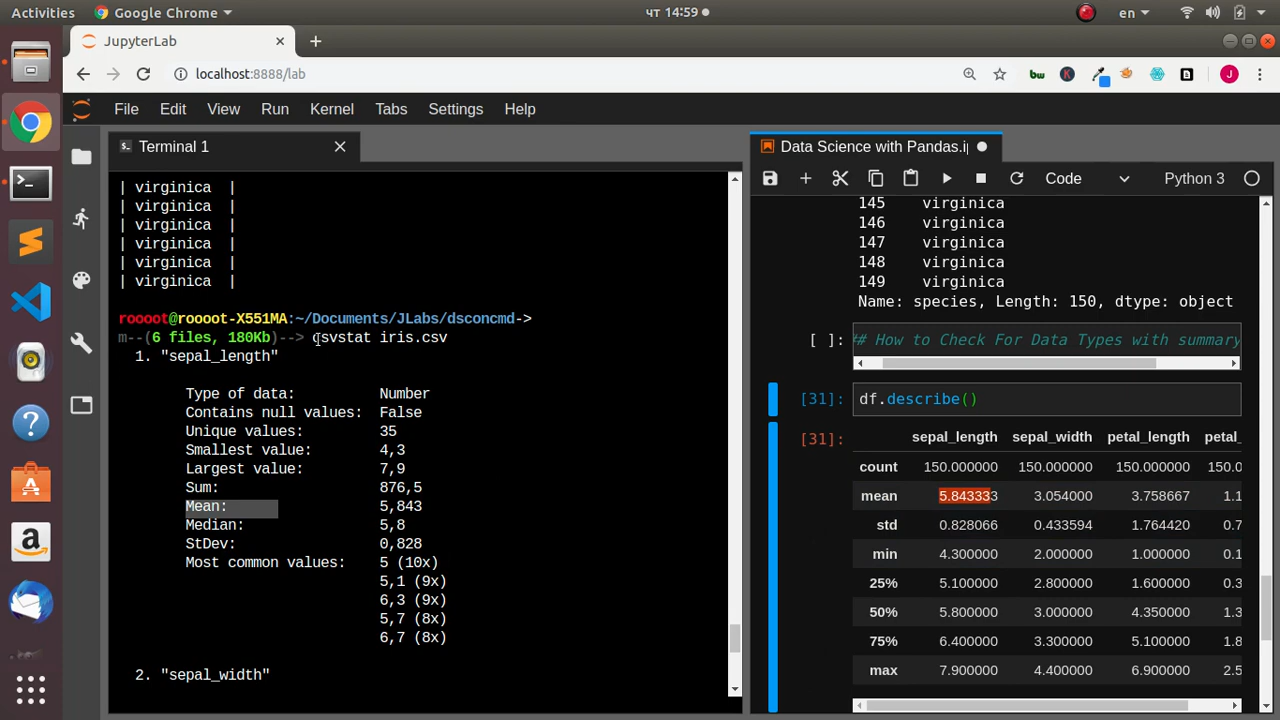 Activities
Google Chrome
чт 14:59
en
JupyterLab
localhost:8888/lab
bw
K
J
File Edit View Run Kernel Tabs Settings Help
Terminal 1
| virginica |
| virginica |
| virginica |
| virginica |
| virginica |
| virginica |
roooot@roooot-X551MA:~/Documents/JLabs/dsconcmd->
m--(6 files, 180Kb)--> csvstat iris.csv
1. "sepal_length"
Type of data: Number
Contains null values: False
Unique values: 35
Smallest value: 4,3
Largest value: 7,9
Sum: 876,5
Mean: 5,843
Median: 5,8
StDev: 0,828
Most common values: 5 (10x)
5,1 (9x)
6,3 (9x)
5,7 (8x)
6,7 (8x)
2. "sepal_width"
Data Science with Pandas.i
Code
Python 3
145 virginica
146 virginica
147 virginica
148 virginica
149 virginica
Name: species, Length: 150, dtype: object
[ ]: ## How to Check For Data Types with summary
[31]: df.describe()
[31]: sepal_length sepal_width petal_length petal_
count 150.000000 150.000000 150.000000 150.0
mean 5.843333 3.054000 3.758667 1.1
std 0.828066 0.433594 1.764420 0.7
min 4.300000 2.000000 1.000000 0.1
25% 5.100000 2.800000 1.600000 0.3
50% 5.800000 3.000000 4.350000 1.3
75% 6.400000 3.300000 5.100000 1.8
max 7.900000 4.400000 6.900000 2.5